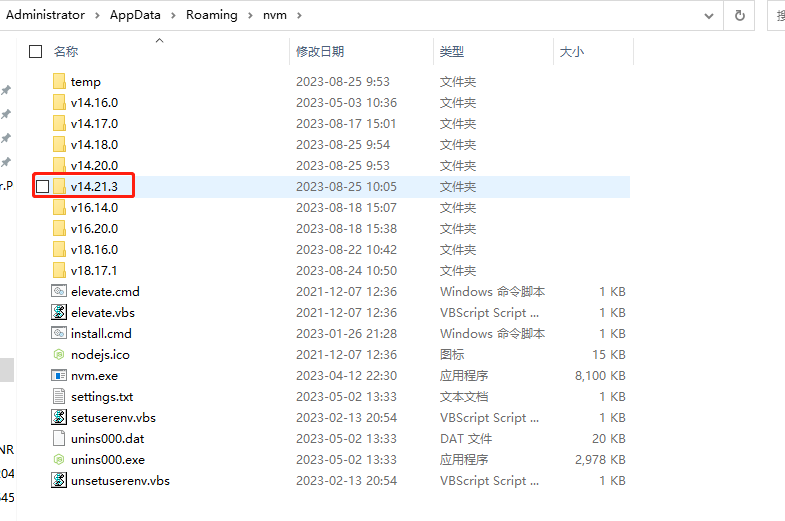 Administrator > AppData > Roaming > nvm >
名称 修改日期 类型 大小
temp 2023-08-25 9:53 文件夹
v14.16.0 2023-05-03 10:36 文件夹
v14.17.0 2023-08-17 15:01 文件夹
v14.18.0 2023-08-25 9:54 文件夹
v14.20.0 2023-08-25 9:53 文件夹
r.P v14.21.3 2023-08-25 10:05 文件夹
v16.14.0 2023-08-18 15:07 文件夹
v16.20.0 2023-08-18 15:38 文件夹
v18.16.0 2023-08-22 10:42 文件夹
v18.17.1 2023-08-24 10:50 文件夹
elevate.cmd 2021-12-07 12:36 Windows 命令脚本 1 KB
elevate.vbs 2021-12-07 12:36 VBScript Script ... 1 KB
install.cmd 2023-01-26 21:28 Windows 命令脚本 1 KB
nodejs.ico 2021-12-07 12:36 图标 15 KB
nvm.exe 2023-04-12 22:30 应用程序 8,100 KB
settings.txt 2023-05-02 13:33 文本文档 1 KB
setuserenv.vbs 2023-02-13 20:54 VBScript Script ... 1 KB
unins000.dat 2023-05-02 13:33 DAT 文件 20 KB
NR unins000.exe 2023-05-02 13:33 应用程序 2,978 KB
204 unsetuserenv.vbs 2023-02-13 20:54 VBScript Script ... 1 KB
545